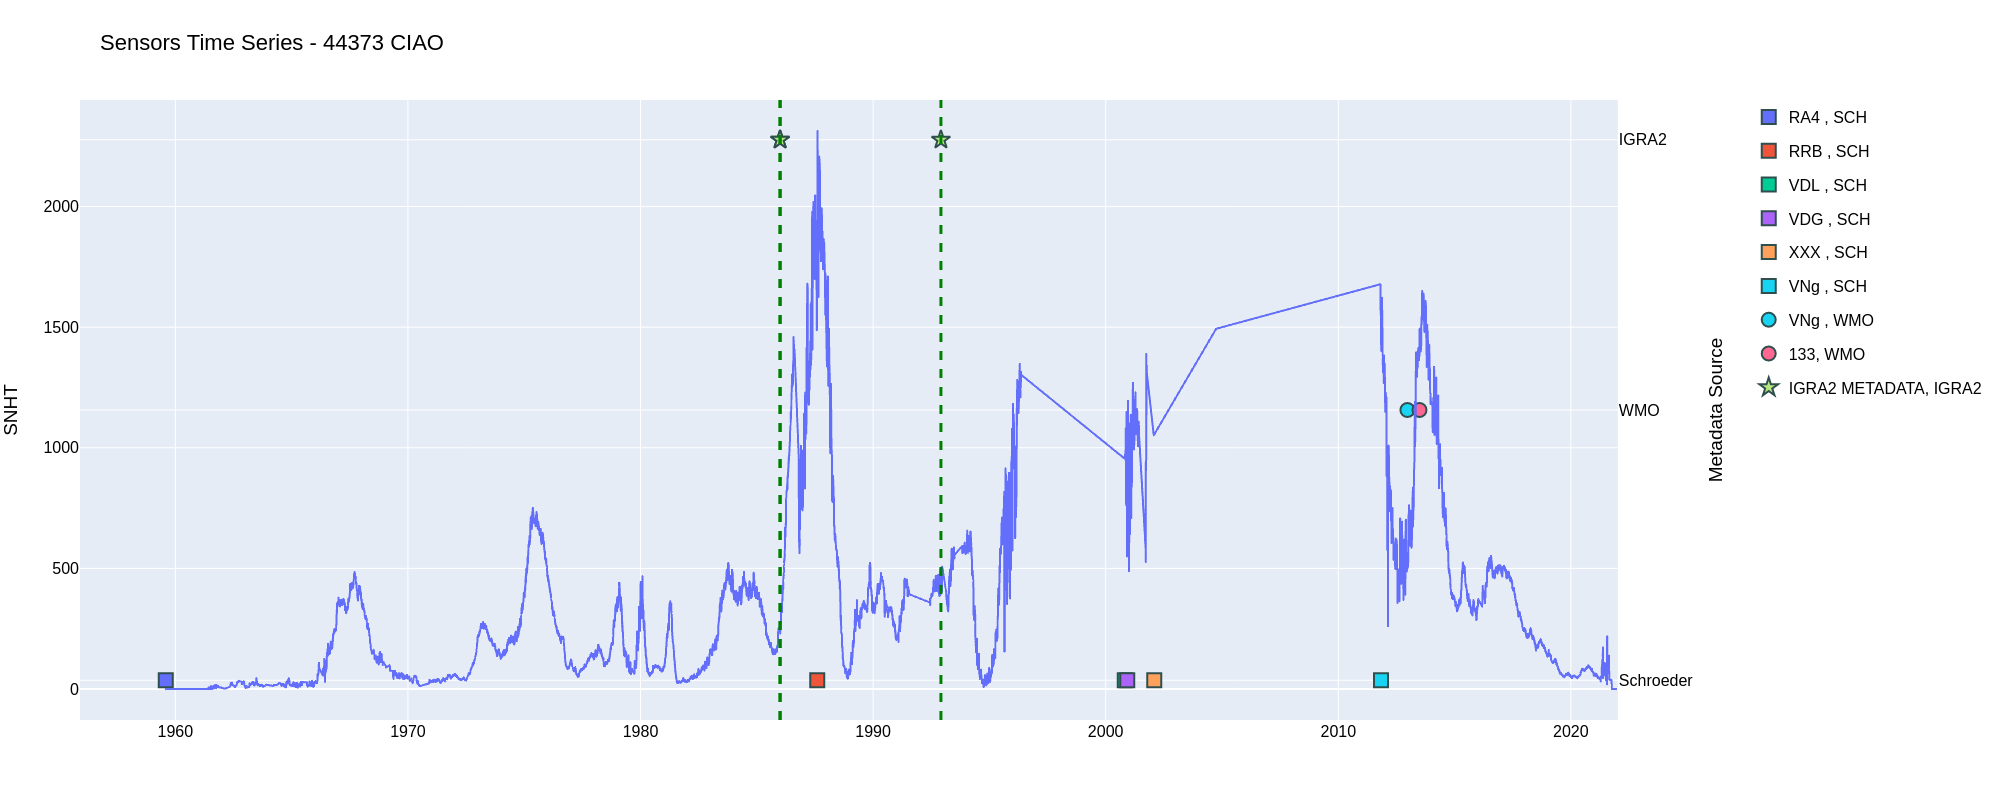 Sensors Time Series - 44373 CIAO
SNHT
2000
1500
1000
500
0
1960
1970
1980
1990
2000
2010
2020
IGRA2
WMO
Schroeder
Metadata Source
RA4 , SCH
RRB , SCH
VDL , SCH
VDG , SCH
XXX , SCH
VNg , SCH
VNg , WMO
133, WMO
IGRA2 METADATA, IGRA2